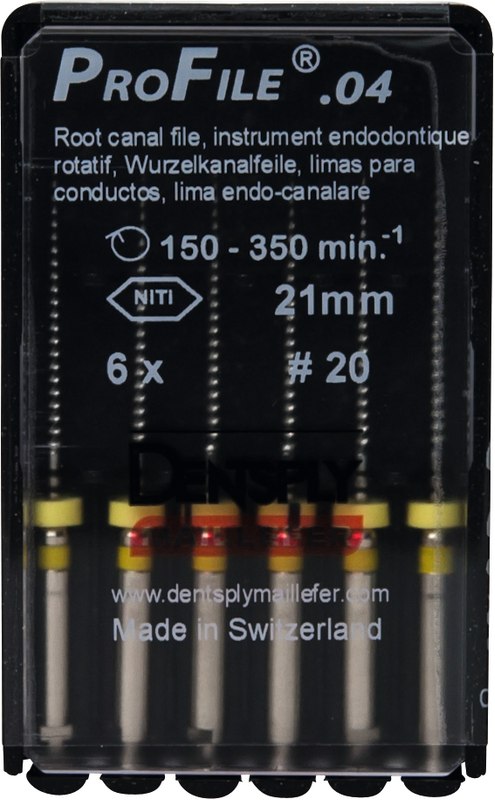 PROFILE® .04
Root canal file, instrument endodontique
rotatif, Wurzelkanalfeile, limas para
conductos, lima endo-canalare
150 - 350 min.-1
NITI 21mm
6 x # 20
DENTSPLY
MAILLEFER
www.dentsplymaillefer.com
Made in Switzerland